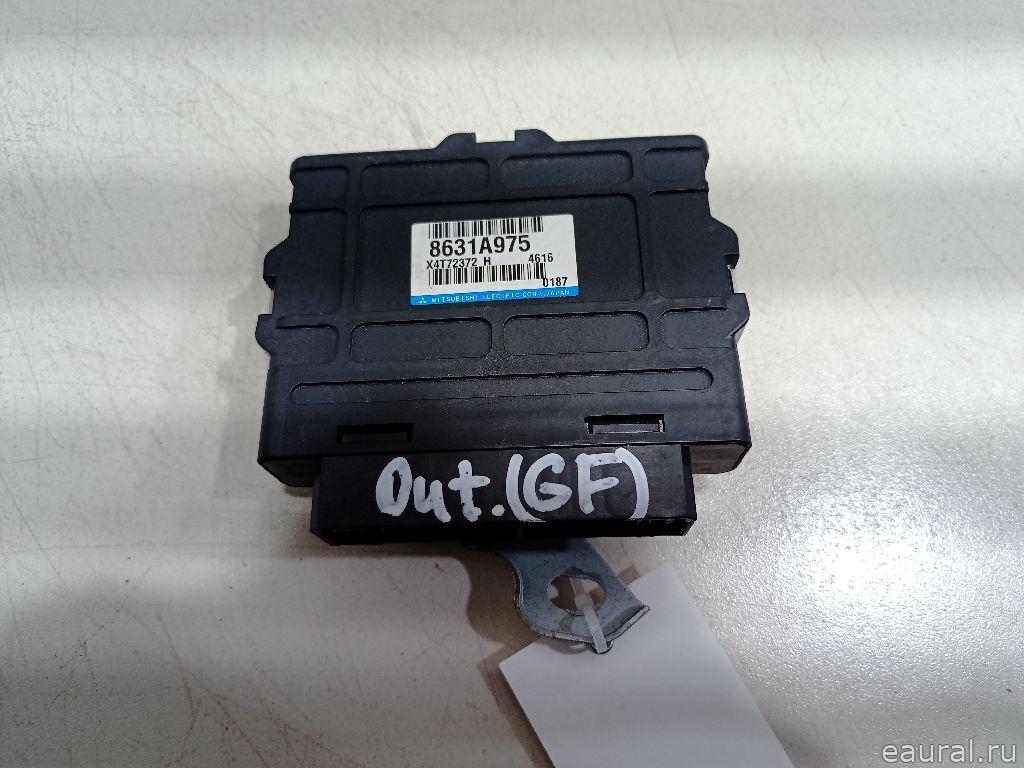 8631A975
X4T72372 H 4616
0187
MITSUBISHI ELECTRIC CORP. JAPAN
Out.(GF)
eaural.ru